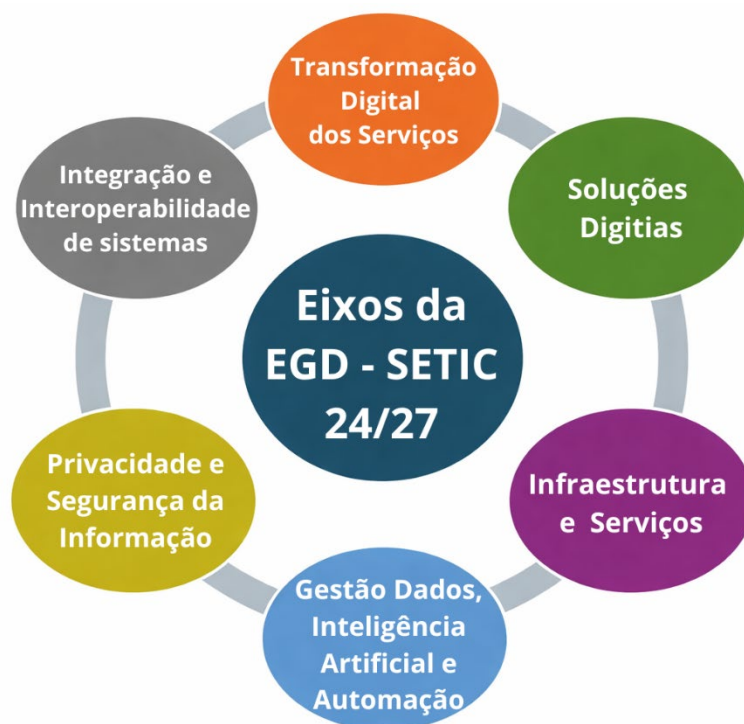 Transformação
Digital
dos Serviços
Soluções
Digitias
Infraestrutura
e Serviços
Gestão Dados,
Inteligência
Artificial e
Automação
Privacidade e
Segurança da
Informação
Integração e
Interoperabilidade
de sistemas
Eixos da
EGD - SETIC
24/27